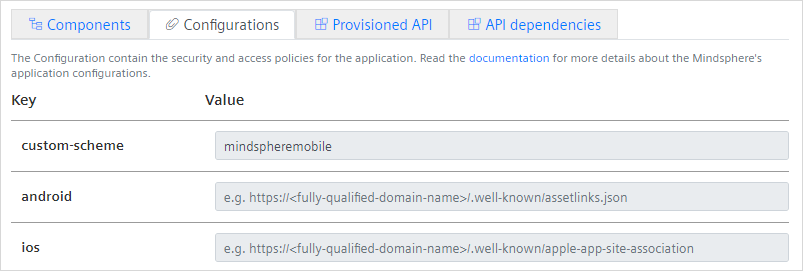 Components Configurations Provisioned API API dependencies
The Configuration contain the security and access policies for the application. Read the documentation for more details about the Mindsphere's
application configurations.
Key Value
custom-scheme mindspheremobile
android e.g. https://<fully-qualified-domain-name>/.well-known/assetlinks.json
ios e.g. https://<fully-qualified-domain-name>/.well-known/apple-app-site-association